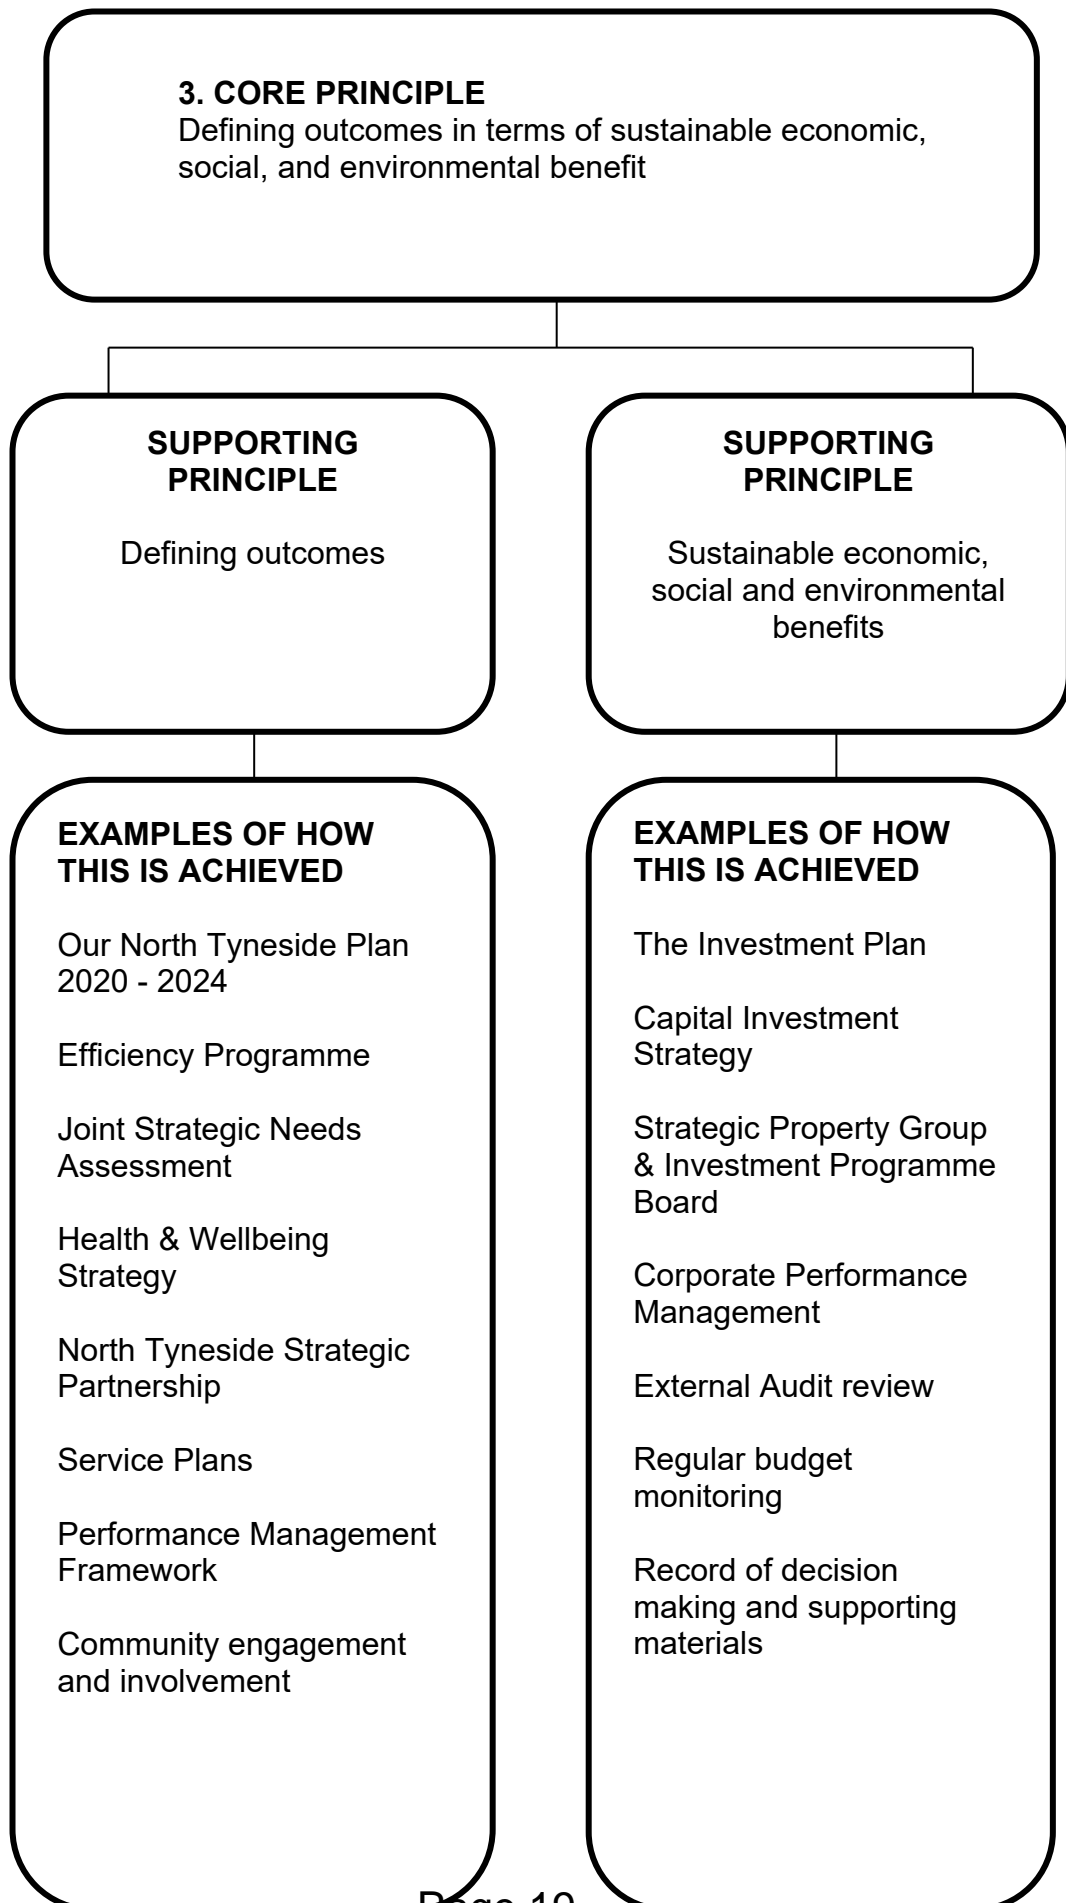 3. CORE PRINCIPLE
Defining outcomes in terms of sustainable economic,
social, and environmental benefit
SUPPORTING
PRINCIPLE
Defining outcomes
SUPPORTING
PRINCIPLE
Sustainable economic,
social and environmental
benefits
EXAMPLES OF HOW
THIS IS ACHIEVED
Our North Tyneside Plan
2020 - 2024
Efficiency Programme
Joint Strategic Needs
Assessment
Health & Wellbeing
Strategy
North Tyneside Strategic
Partnership
Service Plans
Performance Management
Framework
Community engagement
and involvement
EXAMPLES OF HOW
THIS IS ACHIEVED
The Investment Plan
Capital Investment
Strategy
Strategic Property Group
& Investment Programme
Board
Corporate Performance
Management
External Audit review
Regular budget
monitoring
Record of decision
making and supporting
materials
Page